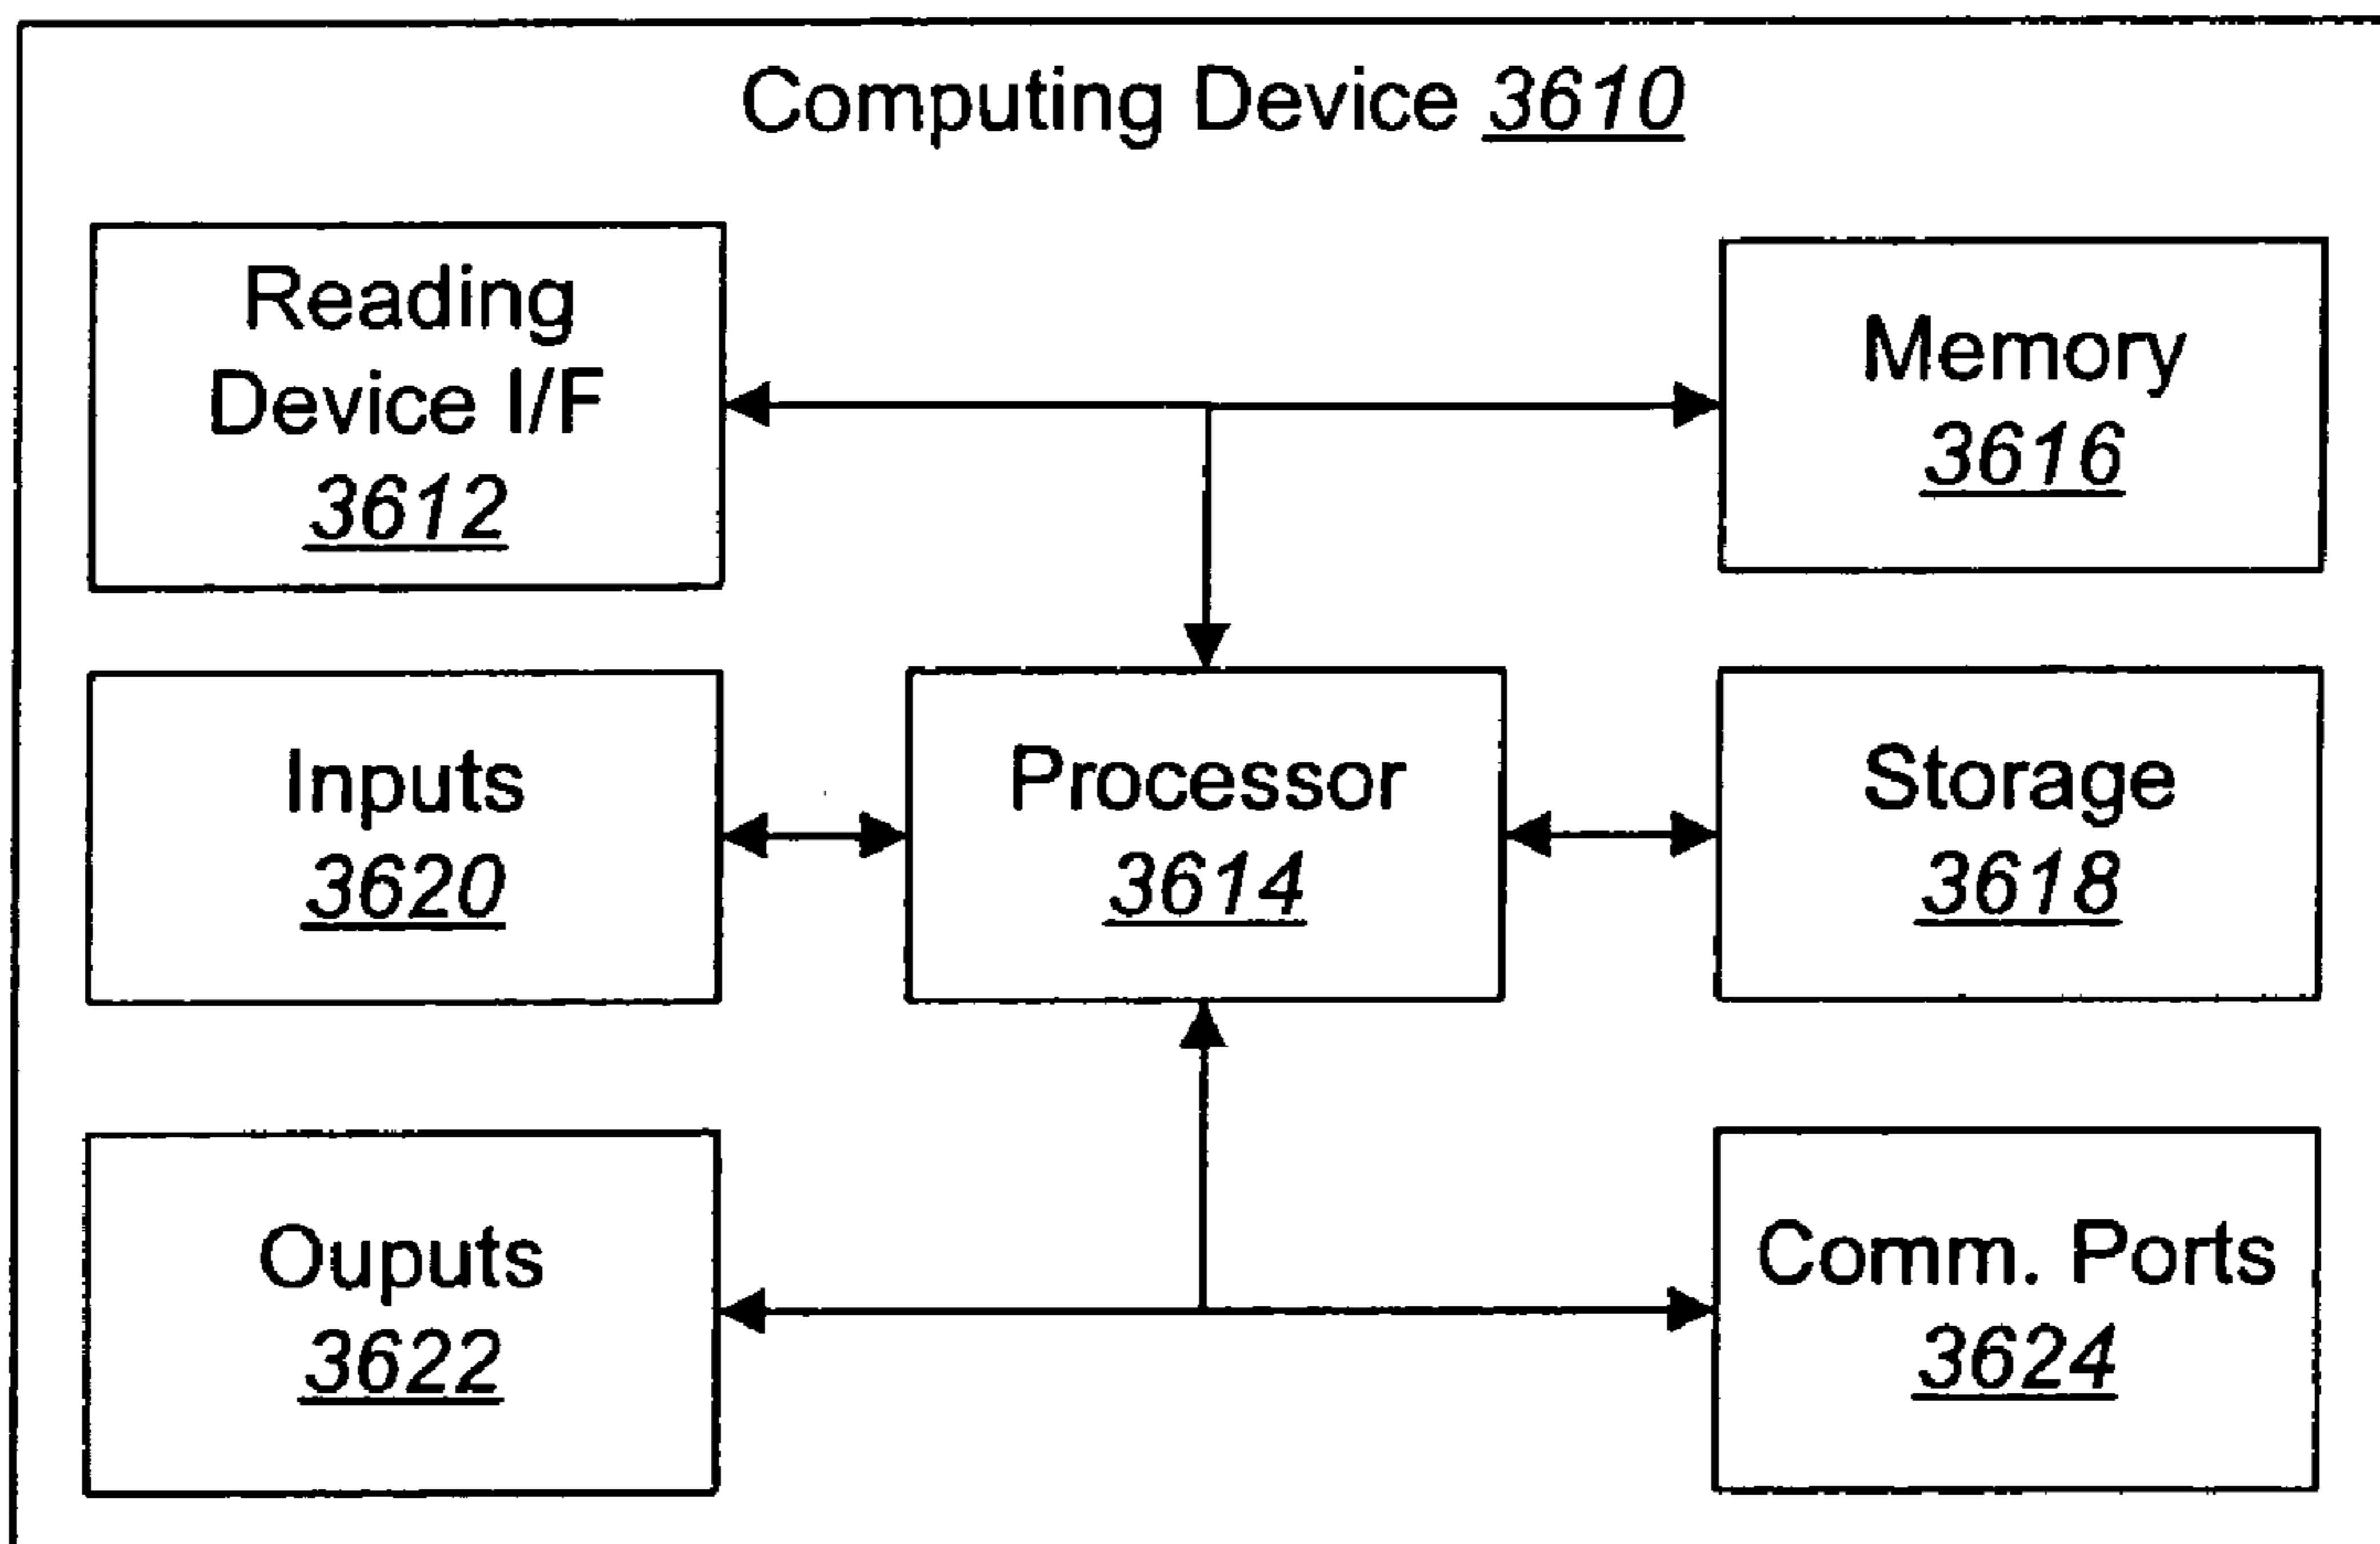 Computing Device 3610
Reading
Device I/F
3612
Memory
3616
Inputs
3620
Processor
3614
Storage
3618
Ouputs
3622
Comm. Ports
3624